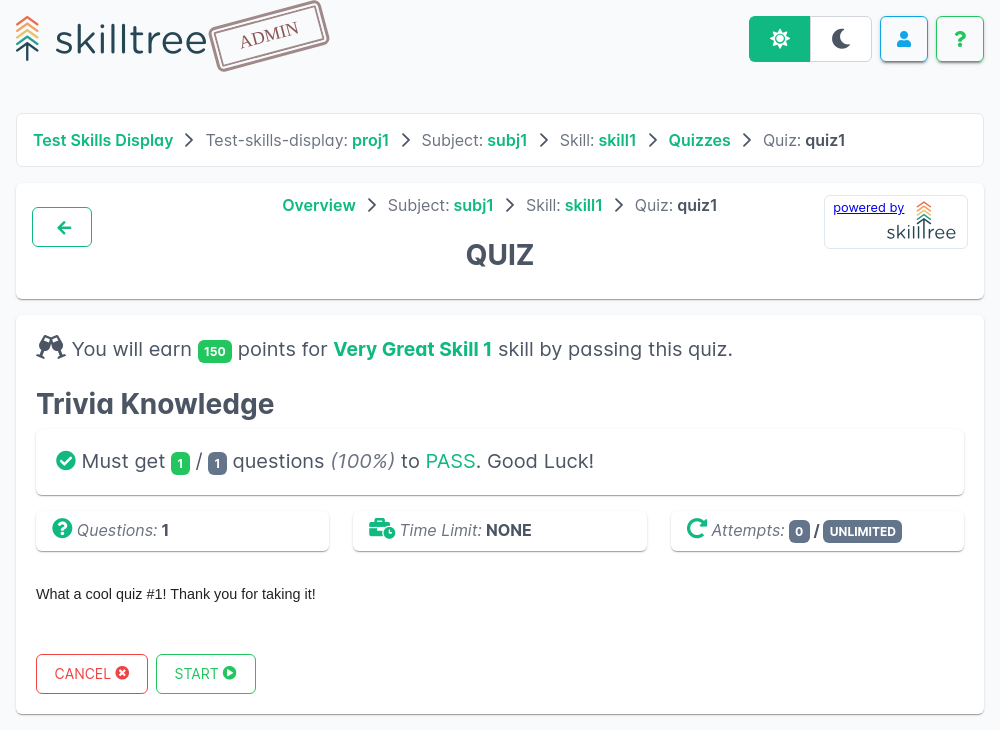 skilltree ADMIN
Test Skills Display Test-skills-display: proj1 Subject: subj1 Skill: skill1 Quizzes Quiz: quiz1
Overview Subject: subj1 Skill: skill1 Quiz: quiz1
powered by
skilltree
QUIZ
You will earn 150 points for Very Great Skill 1 skill by passing this quiz.
Trivia Knowledge
Must get 1 / 1 questions (100%) to PASS. Good Luck!
Questions: 1
Time Limit: NONE
Attempts: 0 / UNLIMITED
What a cool quiz #1! Thank you for taking it!
CANCEL START